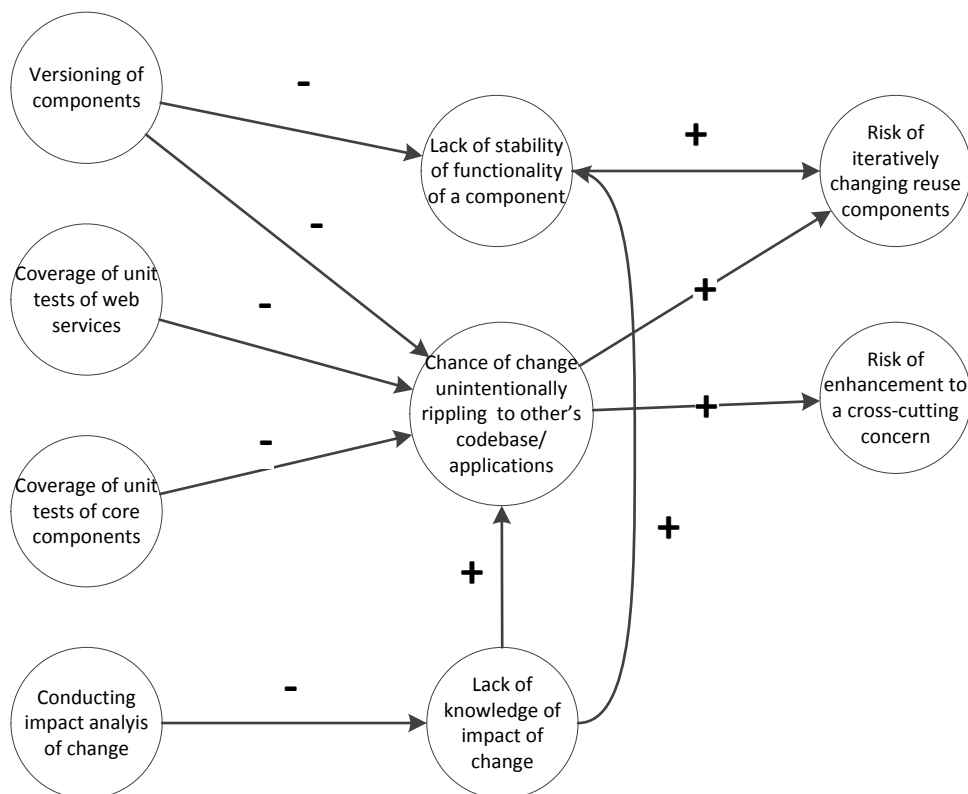 Versioning of
components
-
Lack of stability
of functionality
of a component
+
Risk of
iteratively
changing reuse
components
-
Coverage of unit
tests of web
services
-
+
Chance of change
unintentionally
rippling to other's
codebase/
applications
+
Risk of
enhancement to
a cross-cutting
concern
Coverage of unit
tests of core
components
-
+
+
Conducting
impact analyis
of change
-
Lack of
knowledge of
impact of
change